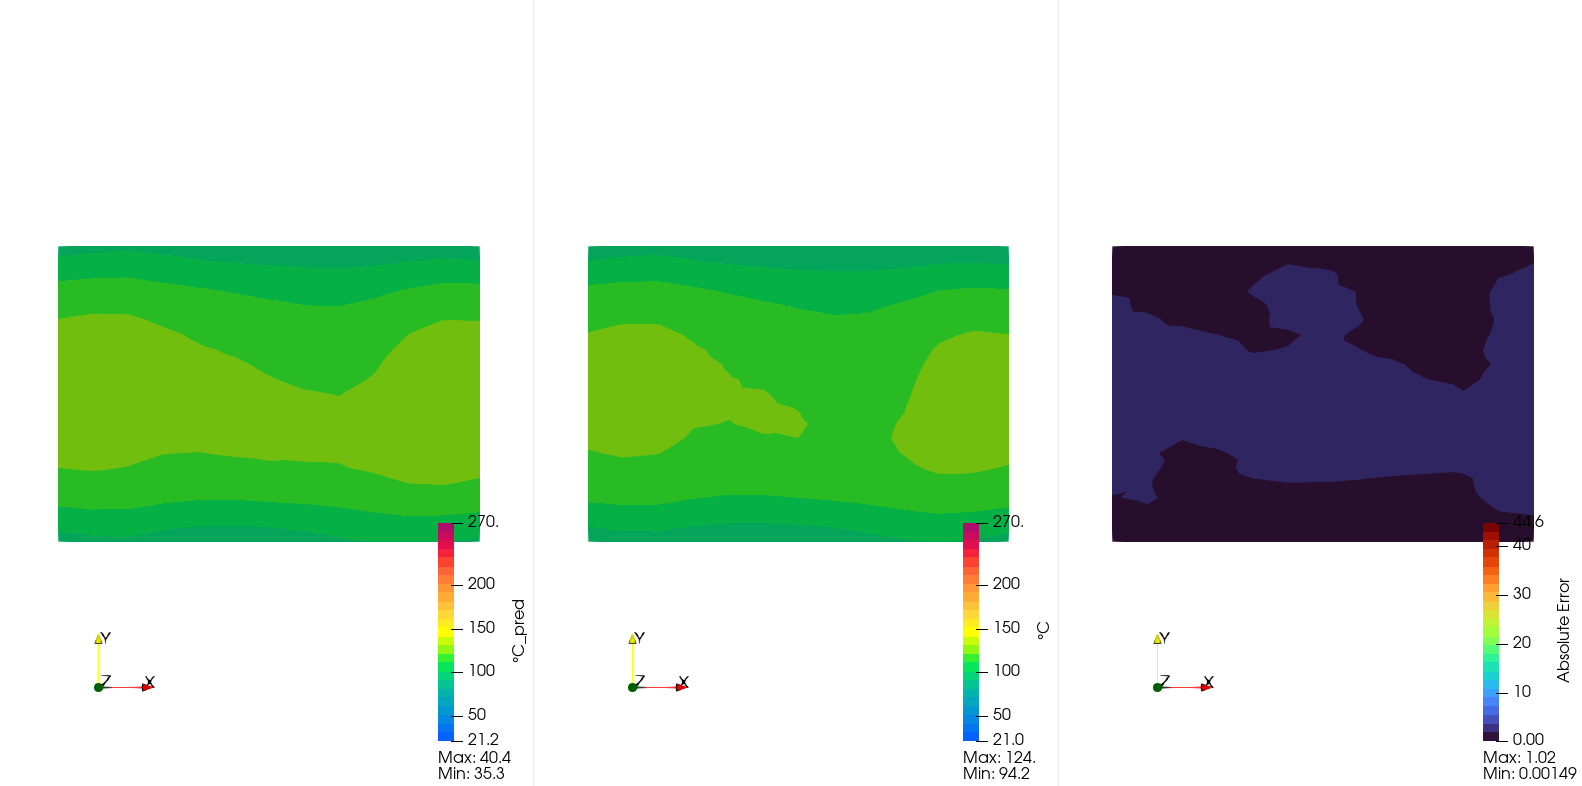 270.
200
150
100
50
21.2
°C_pred
Max: 40.4
Min: 35.3
Y
Z
X
270.
200
150
100
50
21.0
°C
Max: 124.
Min: 94.2
Y
Z
X
44.6
40
30
20
10
0.00
Absolute Error
Max: 1.02
Min: 0.00149
Y
Z
X